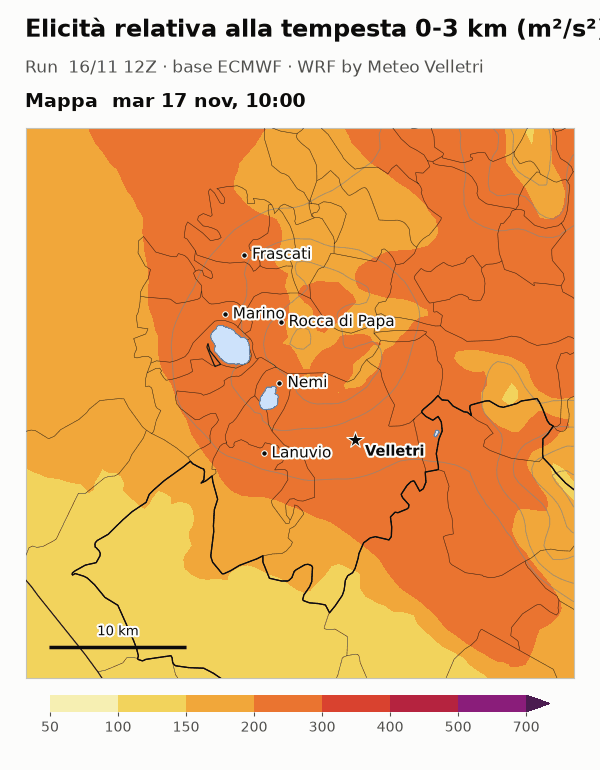 Elicità relativa alla tempesta 0-3 km (m²/s²)
Run 16/11 12Z · base ECMWF · WRF by Meteo Velletri
Mappa mar 17 nov, 10:00
Frascati
Marino
Rocca di Papa
Nemi
Velletri
Lanuvio
10 km
50 100 150 200 300 400 500 700